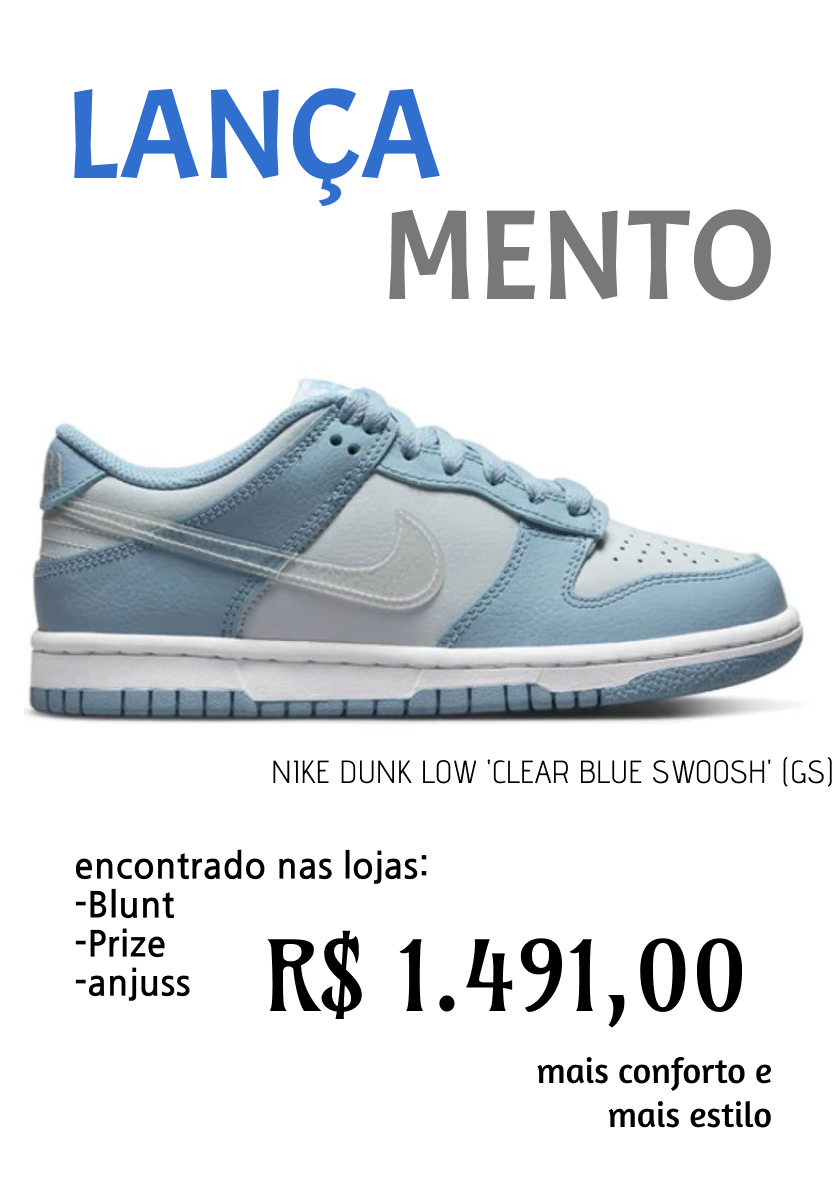 LANÇA
MENTO
NIKE DUNK LOW 'CLEAR BLUE SWOOSH' (GS)
encontrado nas lojas:
-Blunt
-Prize
-anjuss
R$ 1.491,00
mais conforto e
mais estilo